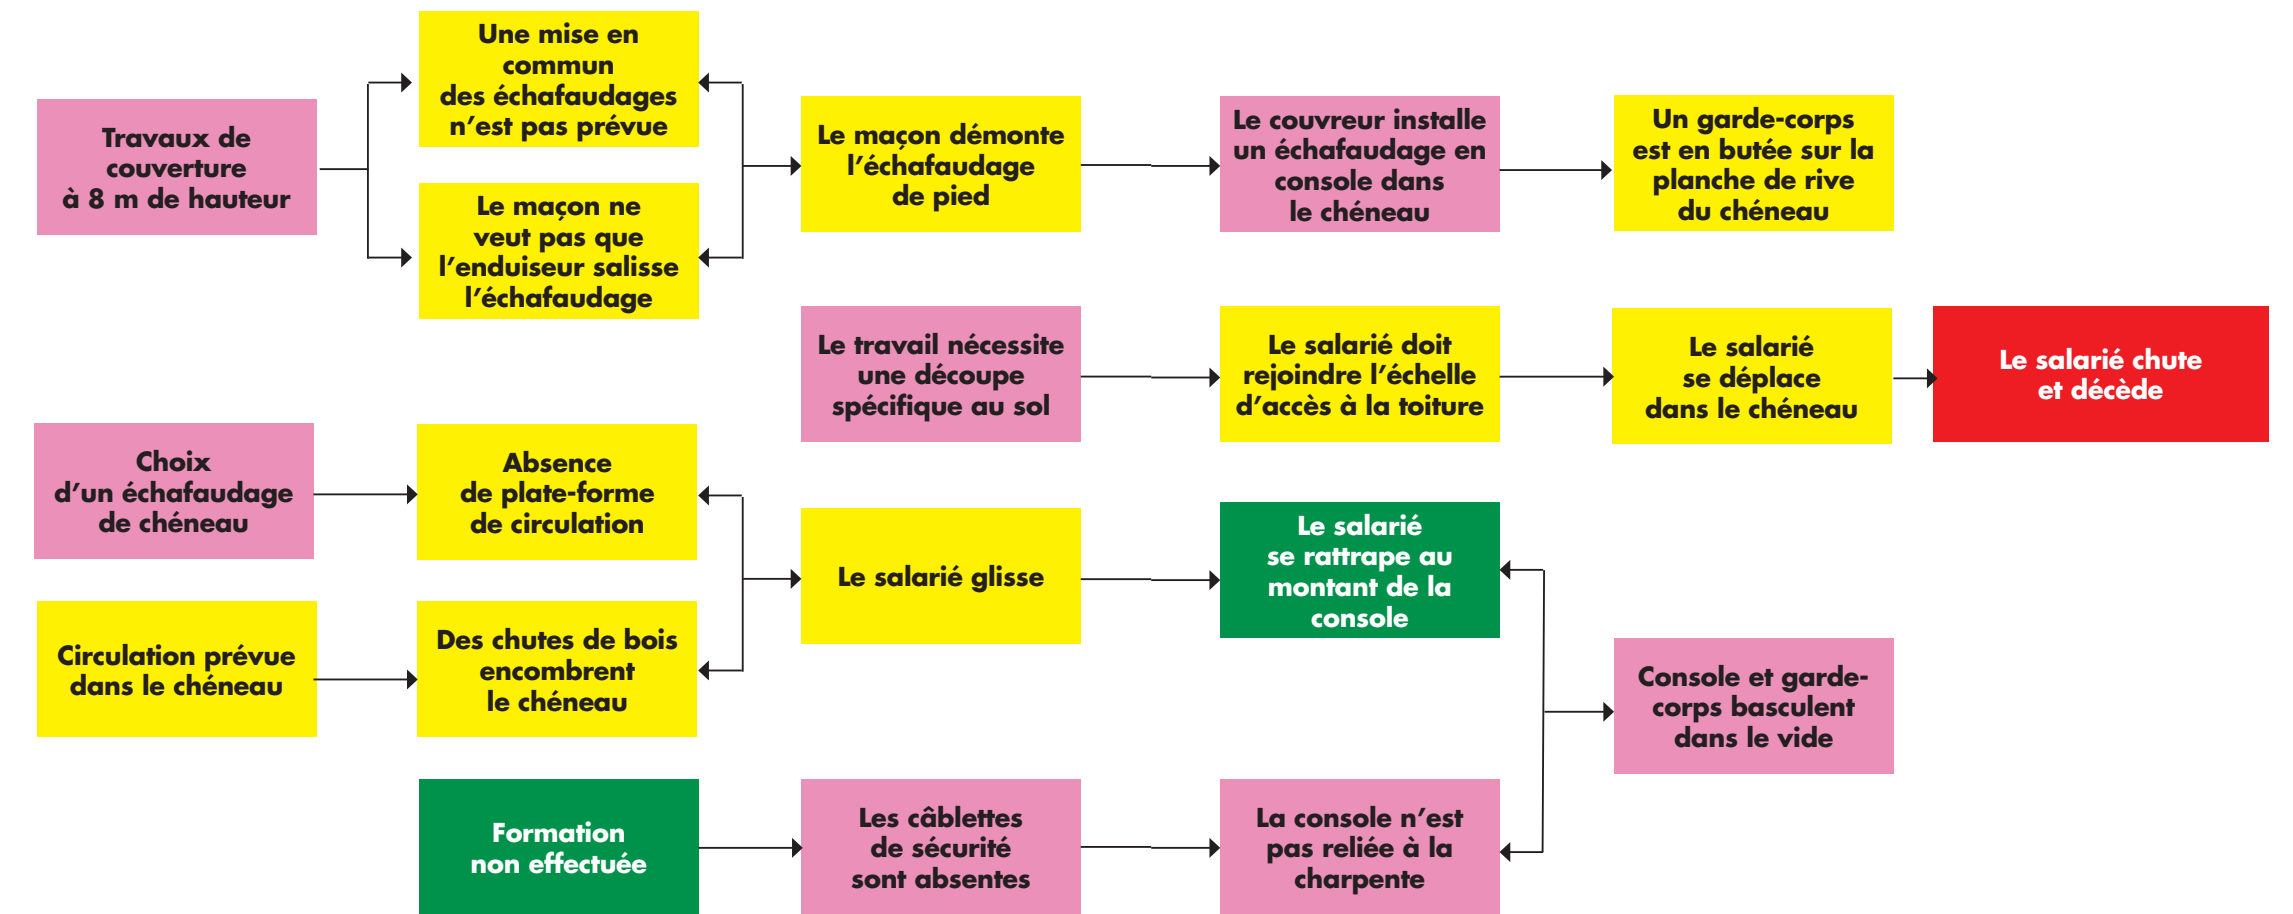 Une mise en
commun
des échafaudages
n’est pas prévue
Travaux de
couverture
à 8 m de hauteur
Le maçon ne
veut pas que
l’enduiseur salisse
l’échafaudage
Le maçon démonte
l’échafaudage
de pied
Le couvreur installe
un échafaudage en
console dans
le chéneau
Un garde-corps
est en butée sur la
planche de rive
du chéneau
Le travail nécessite
une découpe
spécifique au sol
Le salarié doit
rejoindre l’échelle
d’accès à la toiture
Le salarié
se déplace
dans le chéneau
Le salarié chute
et décède
Choix
d’un échafaudage
de chéneau
Absence
de plate-forme
de circulation
Le salarié glisse
Le salarié
se rattrape au
montant de la
console
Circulation prévue
dans le chéneau
Des chutes de bois
encombrent
le chéneau
Console et garde-
corps basculent
dans le vide
Formation
non effectuée
Les câblettes
de sécurité
sont absentes
La console n’est
pas reliée à la
charpente